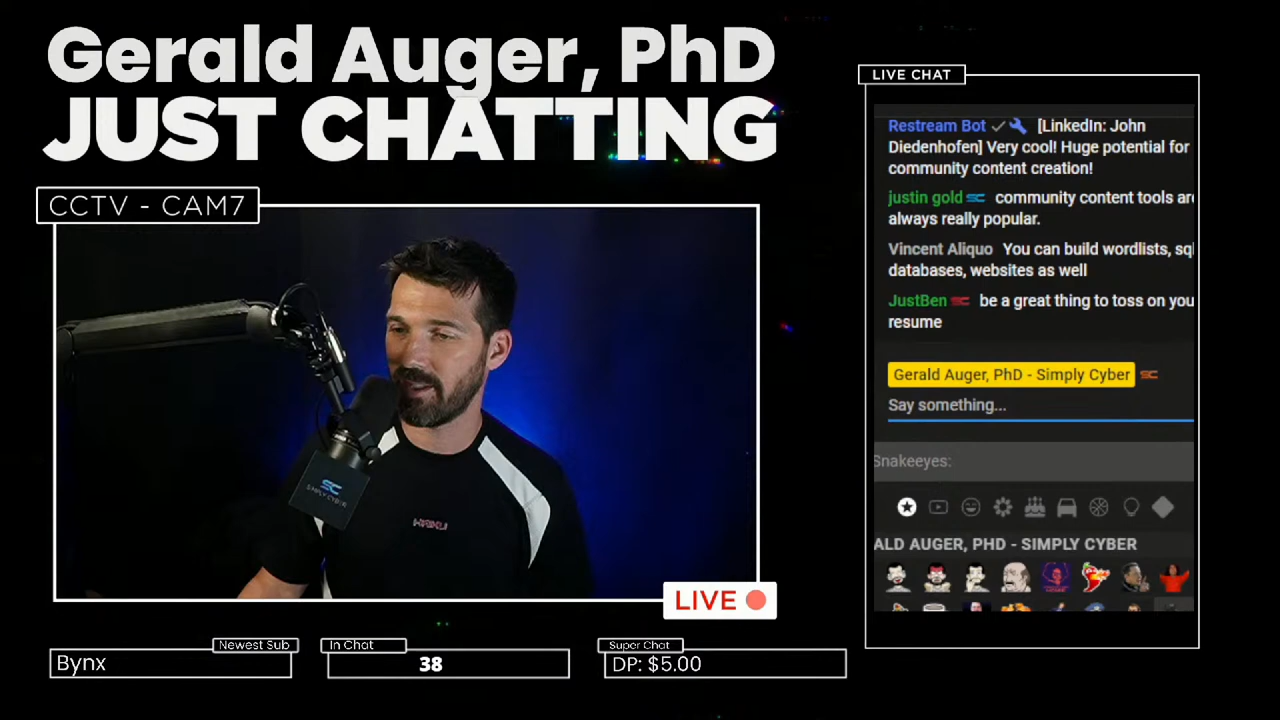 Gerald Auger, PhD
JUST CHATTING
CCTV - CAM7
SIMPLY CYBER
HAIKU
LIVE
Newest Sub
Bynx
In Chat
38
Super Chat
DP: $5.00
LIVE CHAT
Restream Bot [LinkedIn: John
Diedenhofen] Very cool! Huge potential for
community content creation!
justin gold community content tools are
always really popular.
Vincent Aliquo You can build wordlists, sql
databases, websites as well
JustBen be a great thing to toss on you
resume
Gerald Auger, PhD - Simply Cyber
Say something...
Snakeeyes:
ALD AUGER, PHD - SIMPLY CYBER